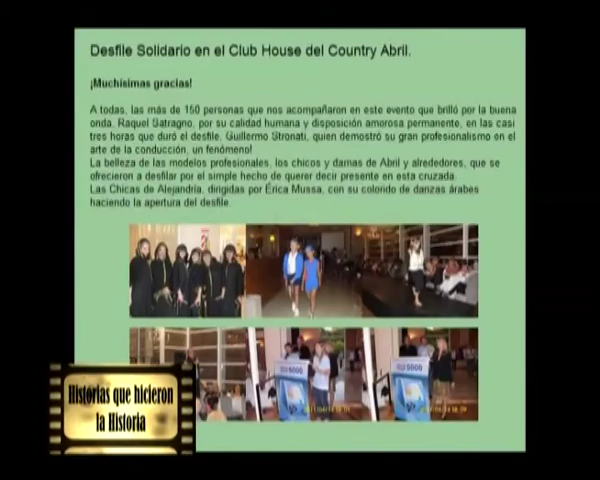 Desfile Solidario en el Club House del Country Abril.
¡Muchísimas gracias!
A todas, las más de 150 personas que nos acompañaron en este evento que brilló por la buena
onda, Raquel Satragno, por su calidad humana y disposición amorosa permanente, en las casi
tres horas que duró el desfile, Guillermo Stronati, quien demostró su gran profesionalismo en el
arte de la conducción, un fenómeno!
La belleza de las modelos profesionales, los chicos y damas de Abril y alrededores, que se
ofrecieron a desfilar por el simple hecho de querer decir presente en esta cruzada.
Las Chicas de Alejandría, dirigidas por Érica Mussa, con su colorido de danzas árabes
haciendo la apertura del desfile.
Historias que hicieron
la Historia